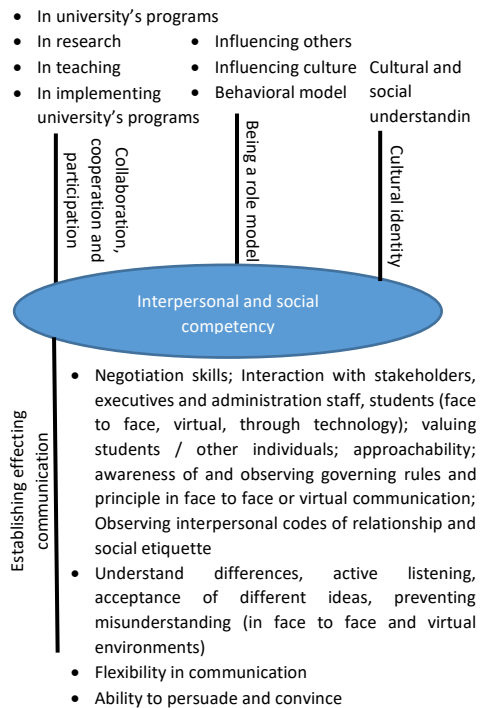 • In university's programs
• In research
• In teaching
• In implementing
university's programs
• Influencing others
• Influencing culture
• Behavioral model
Cultural and
social
understandin
Collaboration,
cooperation and
participation
Being a role model
Cultural identity
Interpersonal and social
competency
Establishing effecting
communication
• Negotiation skills; Interaction with stakeholders,
executives and administration staff, students (face
to face, virtual, through technology); valuing
students / other individuals; approachability;
awareness of and observing governing rules and
principle in face to face or virtual communication;
Observing interpersonal codes of relationship and
social etiquette
• Understand differences, active listening,
acceptance of different ideas, preventing
misunderstanding (in face to face and virtual
environments)
• Flexibility in communication
• Ability to persuade and convince